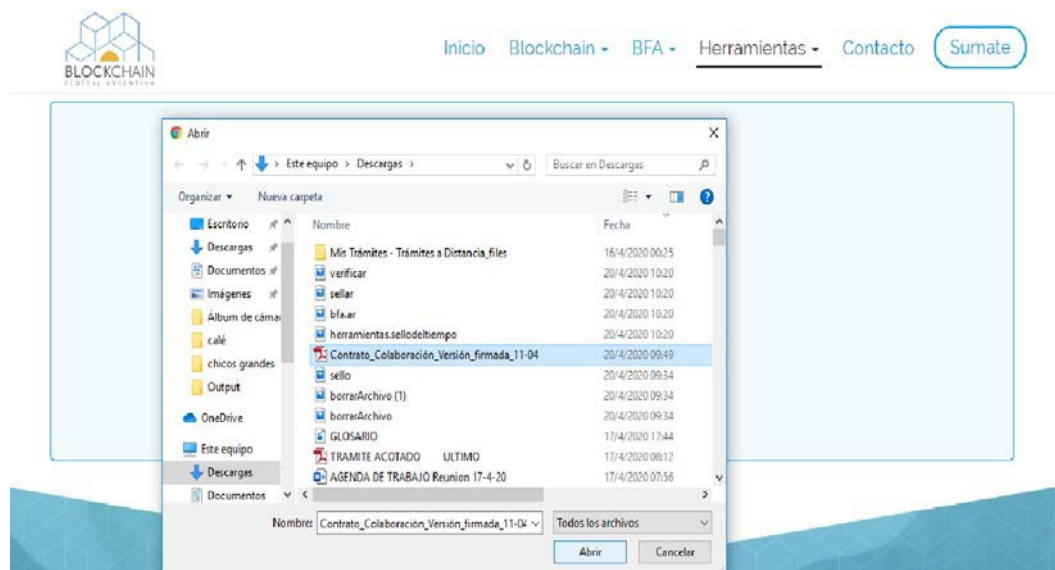 BLOCKCHAIN
FEDERAL ARGENTINA
Inicio Blockchain BFA Herramientas Contacto Sumate
Abrir
Este equipo > Descargas >
Buscar en Descargas
Organizar Nueva carpeta
Nombre Fecha
Escritorio
Descargas
Documentos
Imágenes
Álbum de cámar
calé
chicos grandes
Output
OneDrive
Este equipo
Descargas
Documentos
Mis Trámites - Trámites a Distancia_files 16/4/2020 00:25
verificar 20/4/2020 10:20
sellar 20/4/2020 10:20
bfa.ar 20/4/2020 10:20
herramientas.sellodeltiempo 20/4/2020 10:20
Contrato_Colaboración_Versión_firmada_11-04 20/4/2020 09:49
sello 20/4/2020 09:34
borrarArchivo (1) 20/4/2020 09:34
borrarArchivo 20/4/2020 09:34
GLOSARIO 17/4/2020 17:44
TRAMITE ACOTADO ULTIMO 17/4/2020 08:12
AGENDA DE TRABAJO Reunion 17-4-20 17/4/2020 07:56
Nombre: Contrato_Colaboración_Versión_firmada_11-04
Todos los archivos
Abrir Cancelar